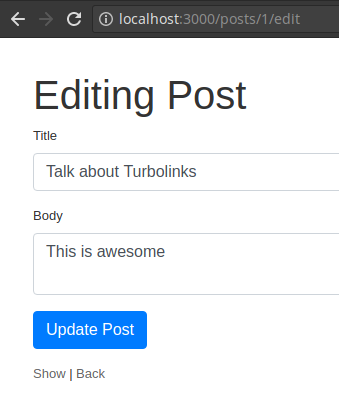 localhost:3000/posts/1/edit
Editing Post
Title
Talk about Turbolinks
Body
This is awesome
Update Post
Show | Back